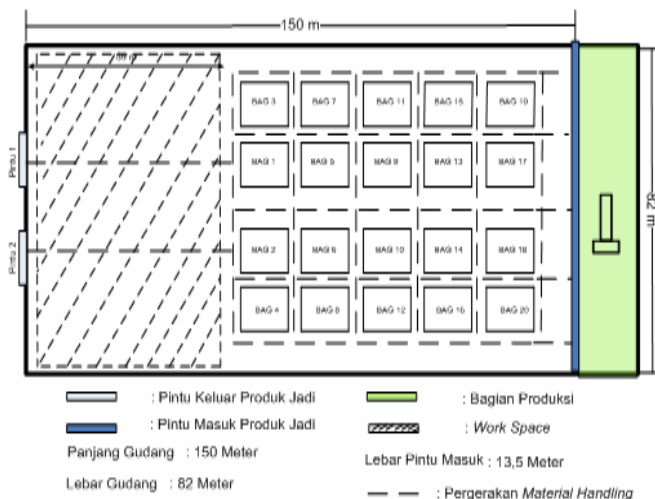 150 m
BAG 3 BAG 7 BAG 11 BAG 15 BAG 19
Pintu 1
BAG 1 BAG 5 BAG 9 BAG 13 BAG 17
82 m
Pintu 2
BAG 2 BAG 6 BAG 10 BAG 14 BAG 18
BAG 4 BAG 8 BAG 12 BAG 16 BAG 20
: Pintu Keluar Produk Jadi
: Bagian Produksi
: Pintu Masuk Produk Jadi
: Work Space
Panjang Gudang : 150 Meter
Lebar Pintu Masuk : 13,5 Meter
Lebar Gudang : 82 Meter
: Pergerakan Material Handling